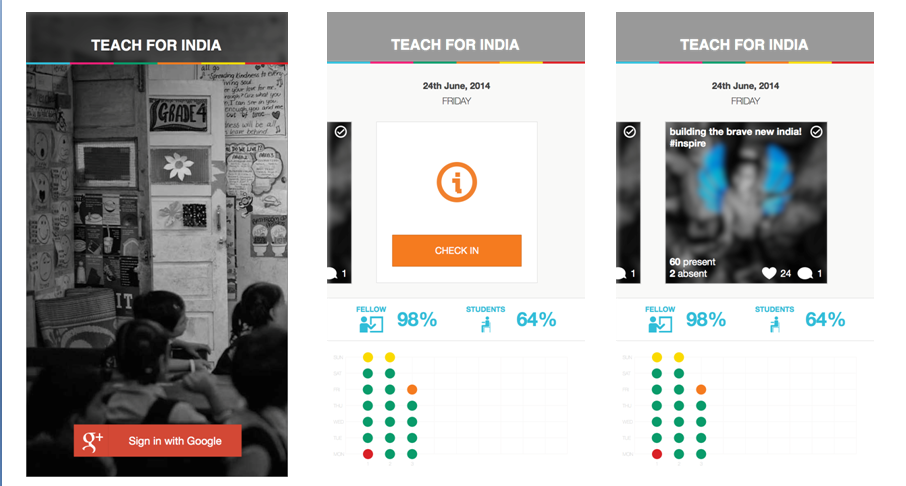 TEACH FOR INDIA
GRADE 4
g+ Sign in with Google
TEACH FOR INDIA
24th June, 2014
FRIDAY
1
CHECK IN
FELLOW
98%
STUDENTS
64%
SUN
SAT
FRI
THU
WED
TUE
MON
TEACH FOR INDIA
24th June, 2014
FRIDAY
1
building the brave new india!
#inspire
60 present
2 absent
24
1
FELLOW
98%
STUDENTS
64%
SUN
SAT
FRI
THU
WED
TUE
MON